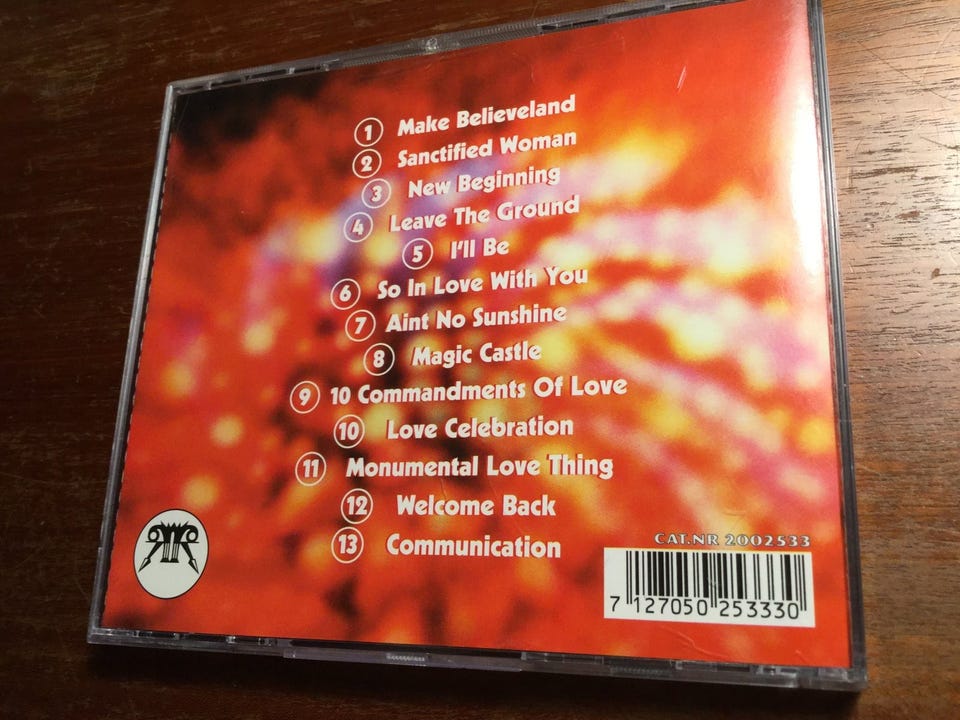 1 Make Believeland
2 Sanctified Woman
3 New Beginning
4 Leave The Ground
5 I'll Be
6 So In Love With You
7 Aint No Sunshine
8 Magic Castle
9 10 Commandments Of Love
10 Love Celebration
11 Monumental Love Thing
12 Welcome Back
13 Communication
CAT.NR 2002533
7 127050 253330